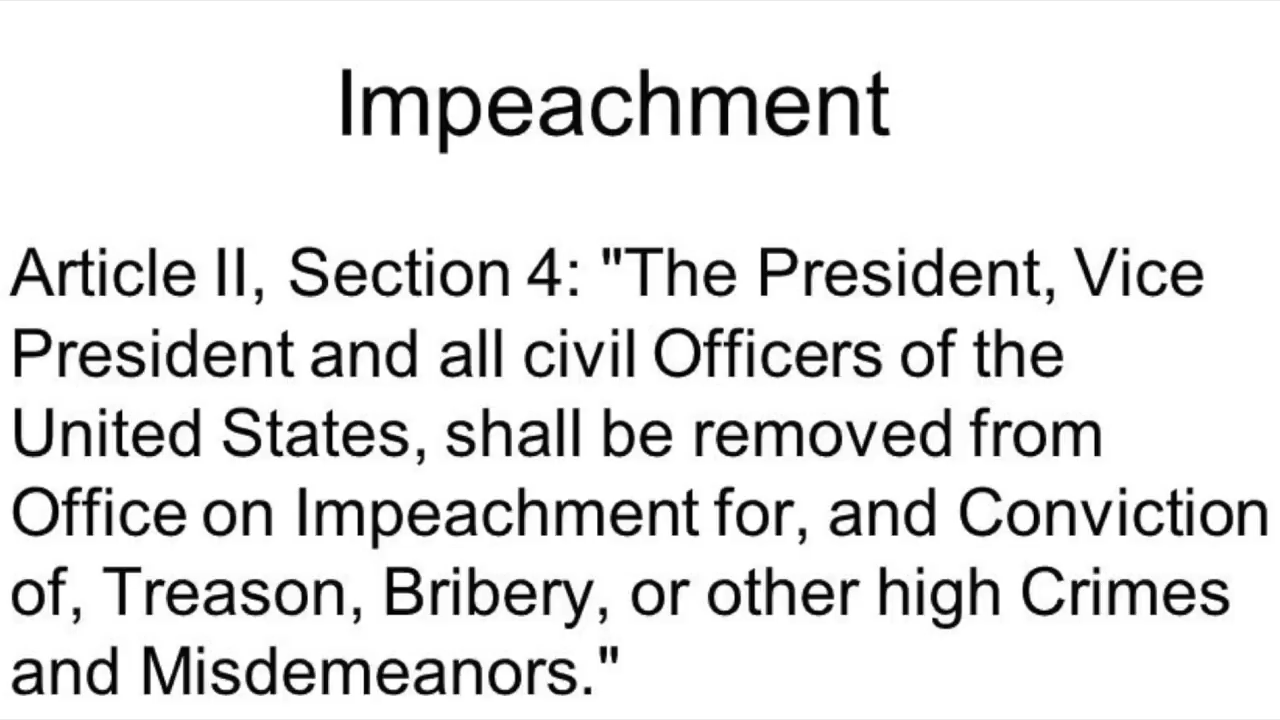 Impeachment
Article II, Section 4: "The President, Vice
President and all civil Officers of the
United States, shall be removed from
Office on Impeachment for, and Conviction
of, Treason, Bribery, or other high Crimes
and Misdemeanors."